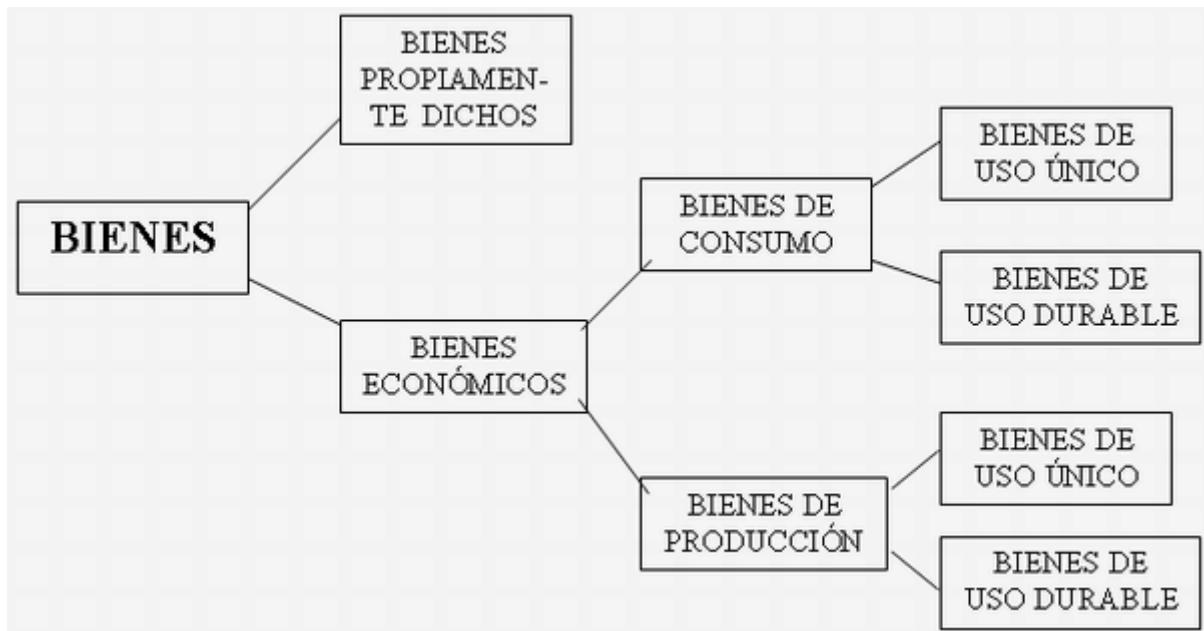 BIENES
BIENES
PROPIAMEN-
TE DICHOS
BIENES
ECONÓMICOS
BIENES DE
CONSUMO
BIENES DE
USO ÚNICO
BIENES DE
USO DURABLE
BIENES DE
PRODUCCIÓN
BIENES DE
USO ÚNICO
BIENES DE
USO DURABLE